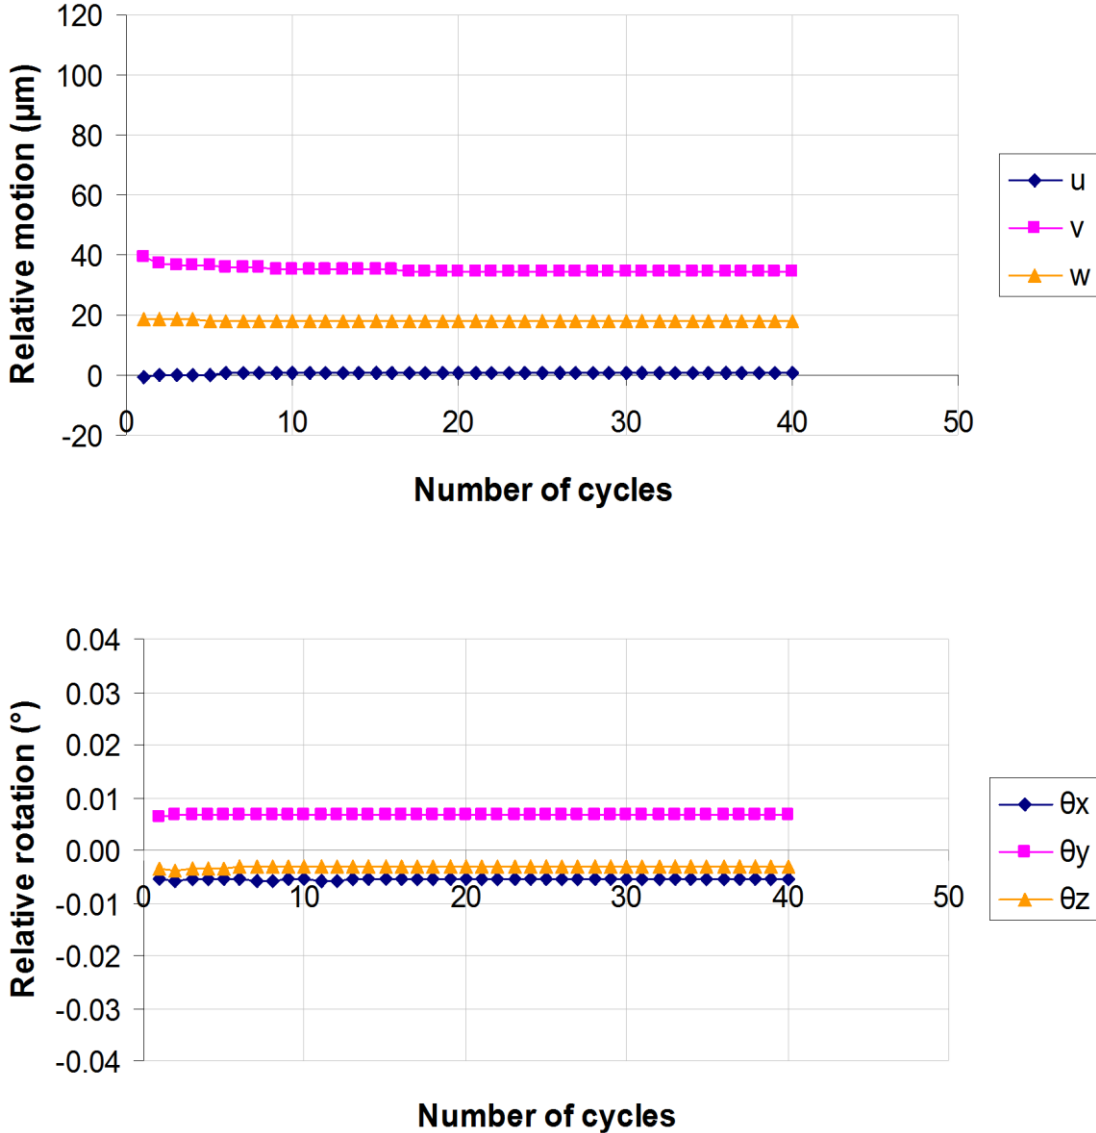 120
100
80
60
40
20
0
-20
Relative motion (µm)
0 10 20 30 40 50
Number of cycles
u
v
w
0.04
0.03
0.02
0.01
0.00
-0.01
-0.02
-0.03
-0.04
Relative rotation (°)
0 10 20 30 40 50
Number of cycles
θx
θy
θz